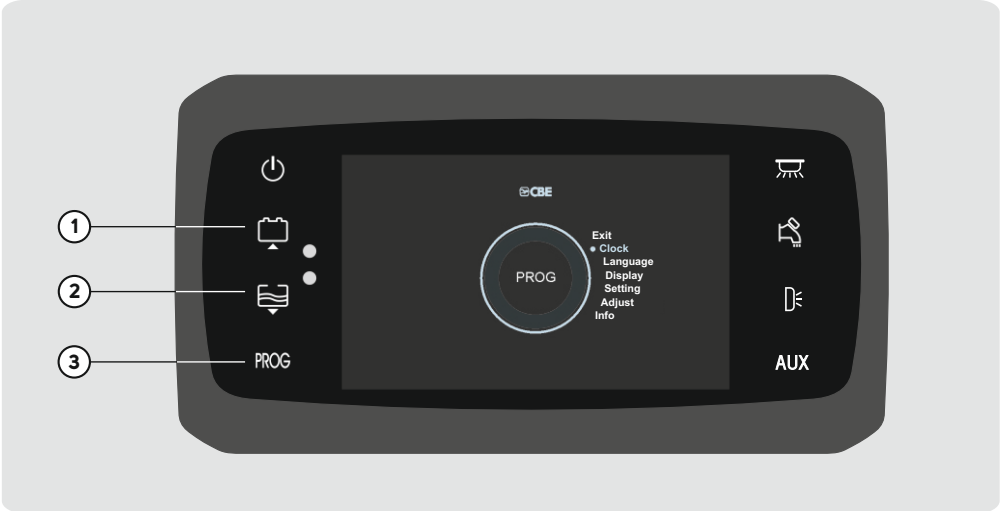 CBE
1
2
3
PROG
PROG
Exit
Clock
Language
Display
Setting
Adjust
Info
AUX